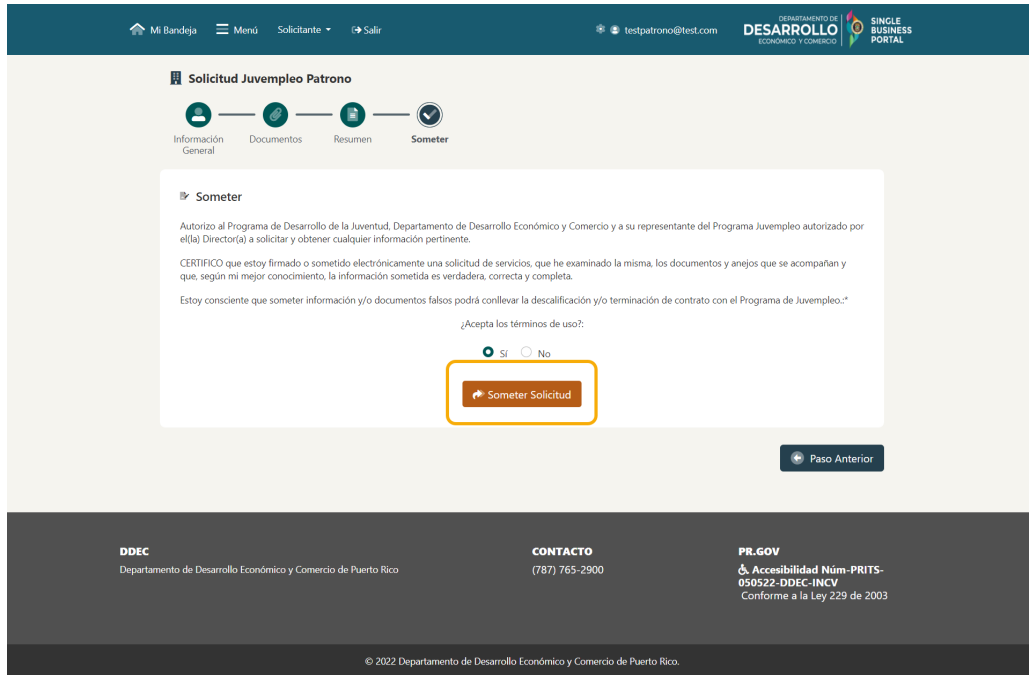 Mi Bandeja Menú Solicitante Salir testpatrono@test.com
DEPARTAMENTO DE
DESARROLLO
ECONÓMICO Y COMERCIO
SINGLE
BUSINESS
PORTAL
Solicitud Juvempleo Patrono
Información
General
Documentos
Resumen
Someter
Someter
Autorizo al Programa de Desarrollo de la Juventud, Departamento de Desarrollo Económico y Comercio y a su representante del Programa Juvempleo autorizado por
el(la) Director(a) a solicitar y obtener cualquier información pertinente.
CERTIFICO que estoy firmado o sometido electrónicamente una solicitud de servicios, que he examinado la misma, los documentos y anejos que se acompañan y
que, según mi mejor conocimiento, la información sometida es verdadera, correcta y completa.
Estoy consciente que someter información y/o documentos falsos podrá conllevar la descalificación y/o terminación de contrato con el Programa de Juvempleo.:*
¿Acepta los términos de uso?:
Sí No
Someter Solicitud
Paso Anterior
DDEC
Departamento de Desarrollo Económico y Comercio de Puerto Rico
CONTACTO
(787) 765-2900
PR.GOV
Accesibilidad Núm-PRITS-
050522-DDEC-INCV
Conforme a la Ley 229 de 2003
© 2022 Departamento de Desarrollo Económico y Comercio de Puerto Rico.